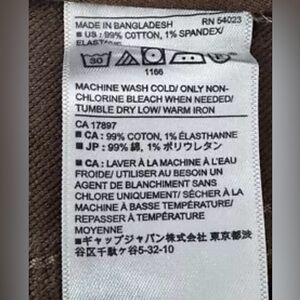 MADE IN BANGLADESH RN 54023
■ US: 99% COTTON, 1% SPANDEX/
ELASTHANE
30
1166
MACHINE WASH COLD/ ONLY NON-
CHLORINE BLEACH WHEN NEEDED/
TUMBLE DRY LOW/ WARM IRON
CA 17897
■ CA: 99% COTON, 1% ÉLASTHANNE
■ JP: 99% 綿, 1% ポリウレタン
■ CA: LAVER À LA MACHINE À L'EAU
FROIDE/ UTILISER AU BESOIN UN
AGENT DE BLANCHIMENT SANS
CHLORE UNIQUEMENT/ SÉCHER À LA
MACHINE À BASSE TEMPÉRATURE/
REPASSER À TEMPÉRATURE
MOYENNE
■ギャップジャパン株式会社 東京都渋
谷区千駄ヶ谷5-32-10